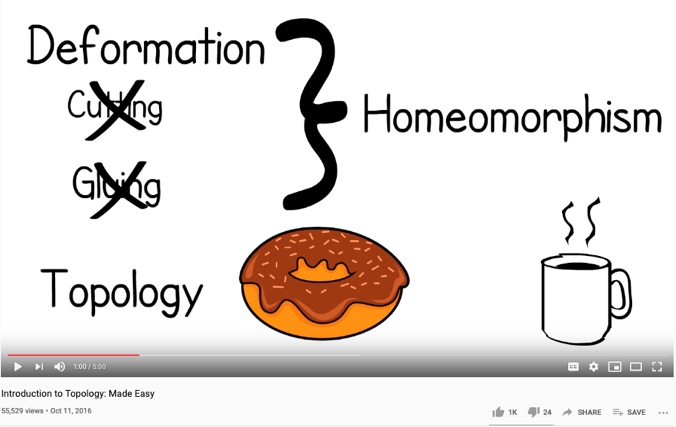 Deformation
Cutting
Gluing
Homeomorphism
Topology
1:00 / 5:00
CC
Introduction to Topology: Made Easy
55,529 views • Oct 11, 2016
1K 24 SHARE SAVE